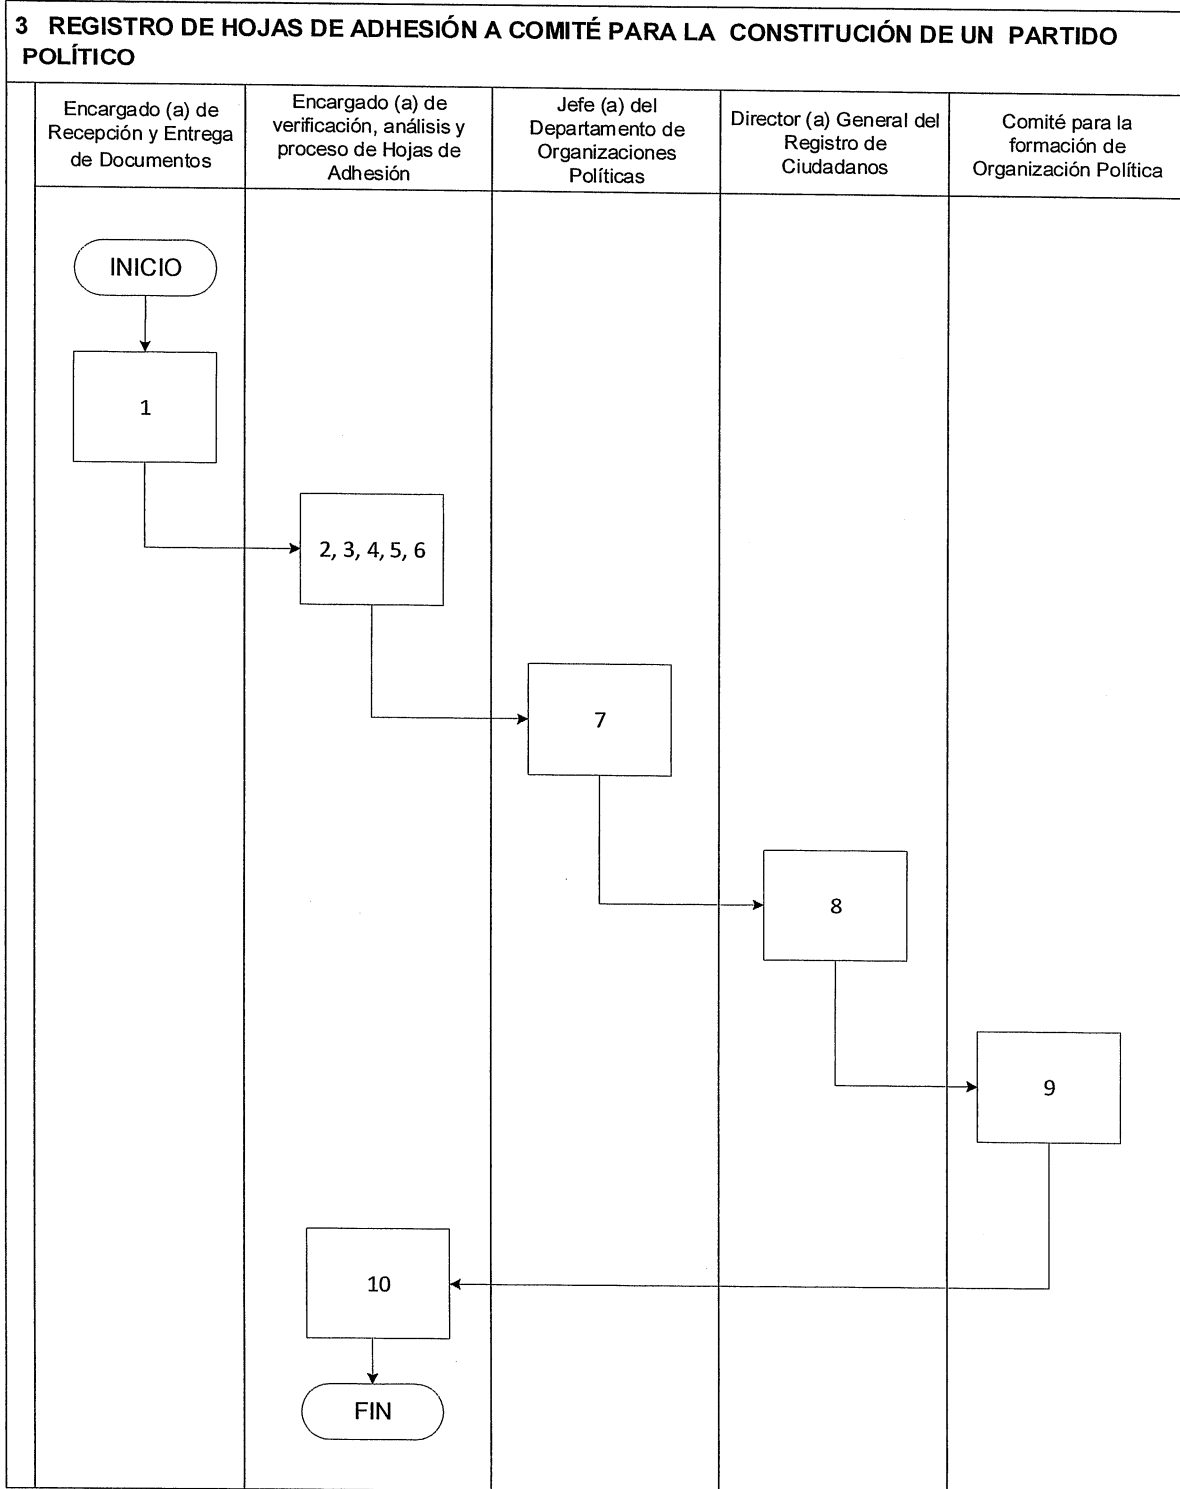 3 REGISTRO DE HOJAS DE ADHESIÓN A COMITÉ PARA LA CONSTITUCIÓN DE UN PARTIDO
POLÍTICO
Encargado (a) de
Recepción y Entrega
de Documentos
Encargado (a) de
verificación, análisis y
proceso de Hojas de
Adhesión
Jefe (a) del
Departamento de
Organizaciones
Políticas
Director (a) General del
Registro de
Ciudadanos
Comité para la
formación de
Organización Política
INICIO
1
2, 3, 4, 5, 6
7
8
9
10
FIN